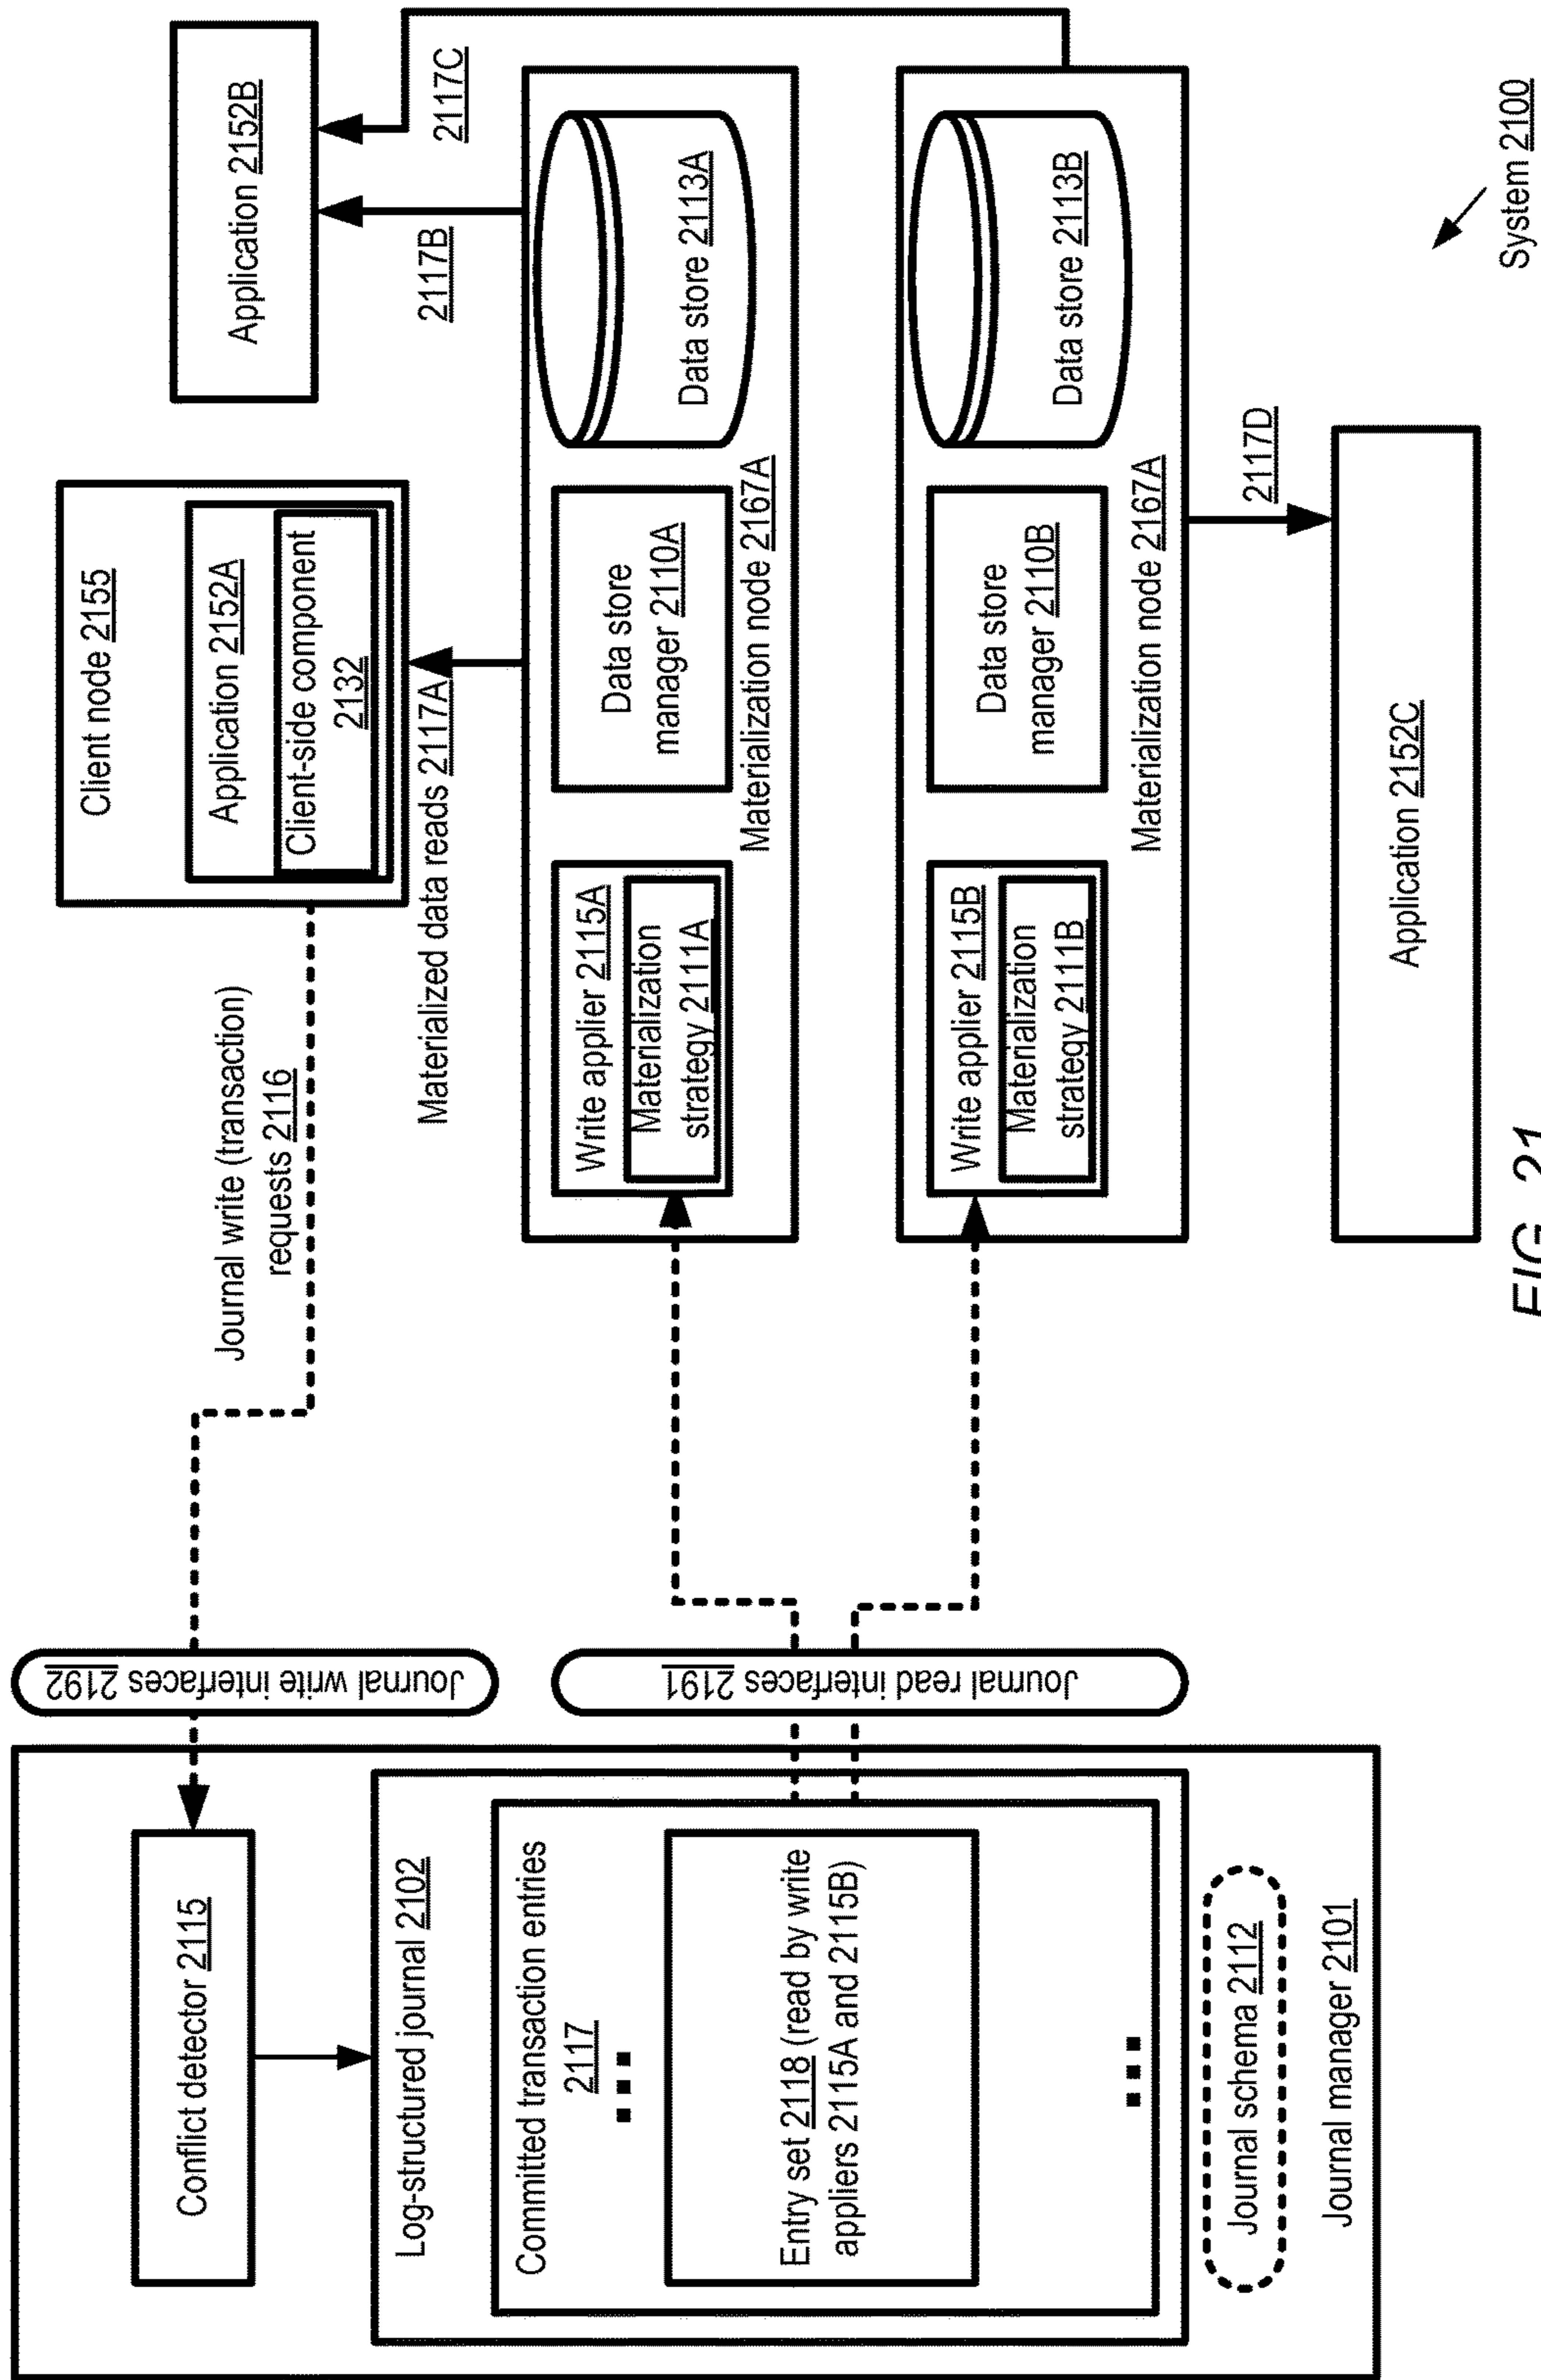 Conflict detector 2115
Log-structured journal 2102
Committed transaction entries
2117
Entry set 2118 (read by write
appliers 2115A and 2115B)
Journal schema 2112
Journal manager 2101
Journal write interfaces 2192
Journal read interfaces 2191
Journal write (transaction)
requests 2116
Client node 2155
Application 2152A
Client-side component
2132
Materialized data reads 2117A
Application 2152B
2117B
2117C
Write applier 2115A
Materialization
strategy 2111A
Data store
manager 2110A
Data store 2113A
Materialization node 2167A
Write applier 2115B
Materialization
strategy 2111B
Data store
manager 2110B
Data store 2113B
Materialization node 2167A
2117D
Application 2152C
System 2100
FIG. 21